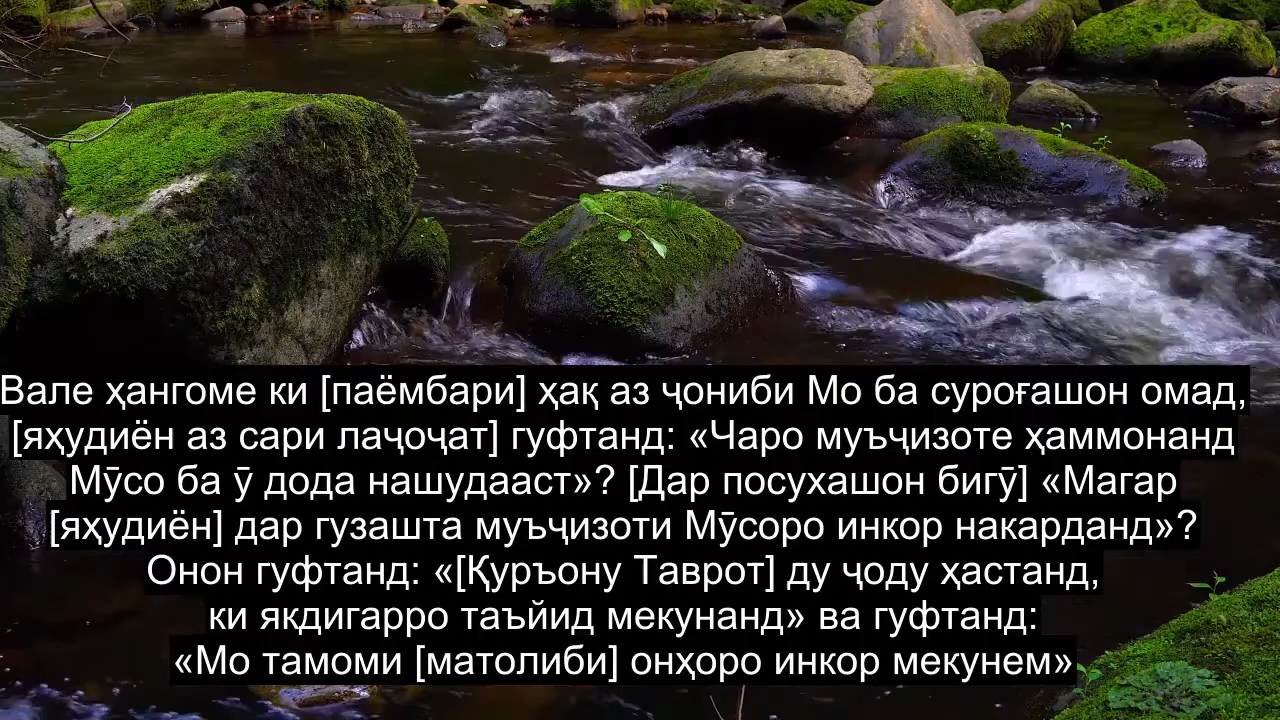 Вале ҳангоме ки [паёмбари] ҳақ аз ҷониби Мо ба суроғашон омад,
[яҳудиён аз сари лаҷоҷат] гуфтанд: «Чаро муъҷизоте ҳаммонанд
Мӯсо ба ӯ дода нашудааст»? [Дар посухашон бигӯ] «Магар
[яҳудиён] дар гузашта муъҷизоти Мӯсоро инкор накарданд»?
Онон гуфтанд: «[Қуръону Таврот] ду ҷоду ҳастанд,
ки якдигарро таъйид мекунанд» ва гуфтанд:
«Мо тамоми [матолиби] онҳоро инкор мекунем»